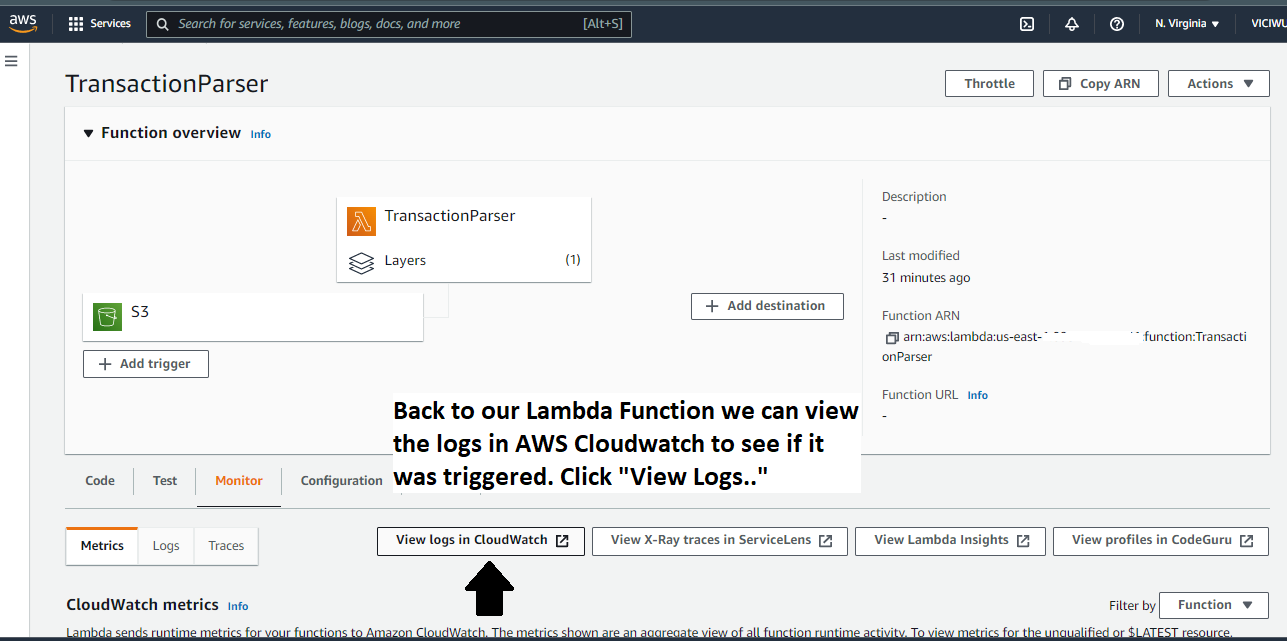 aws Services Search for services, features, blogs, docs, and more [Alt+S] N. Virginia VICIWU
TransactionParser Throttle Copy ARN Actions
Function overview Info
TransactionParser
Layers (1)
S3
Add trigger
Add destination
Description
-
Last modified
31 minutes ago
Function ARN
arn:aws:lambda:us-east- :function:Transacti
onParser
Function URL Info
-
Back to our Lambda Function we can view
the logs in AWS Cloudwatch to see if it
was triggered. Click "View Logs.."
Code Test Monitor Configuration
Metrics Logs Traces View logs in CloudWatch View X-Ray traces in ServiceLens View Lambda Insights View profiles in CodeGuru
CloudWatch metrics Info Filter by Function
Lambda sends runtime metrics for your functions to Amazon CloudWatch. The metrics shown are an aggregate view of all function runtime activity. To view metrics for the unqualified or $LATEST resource,